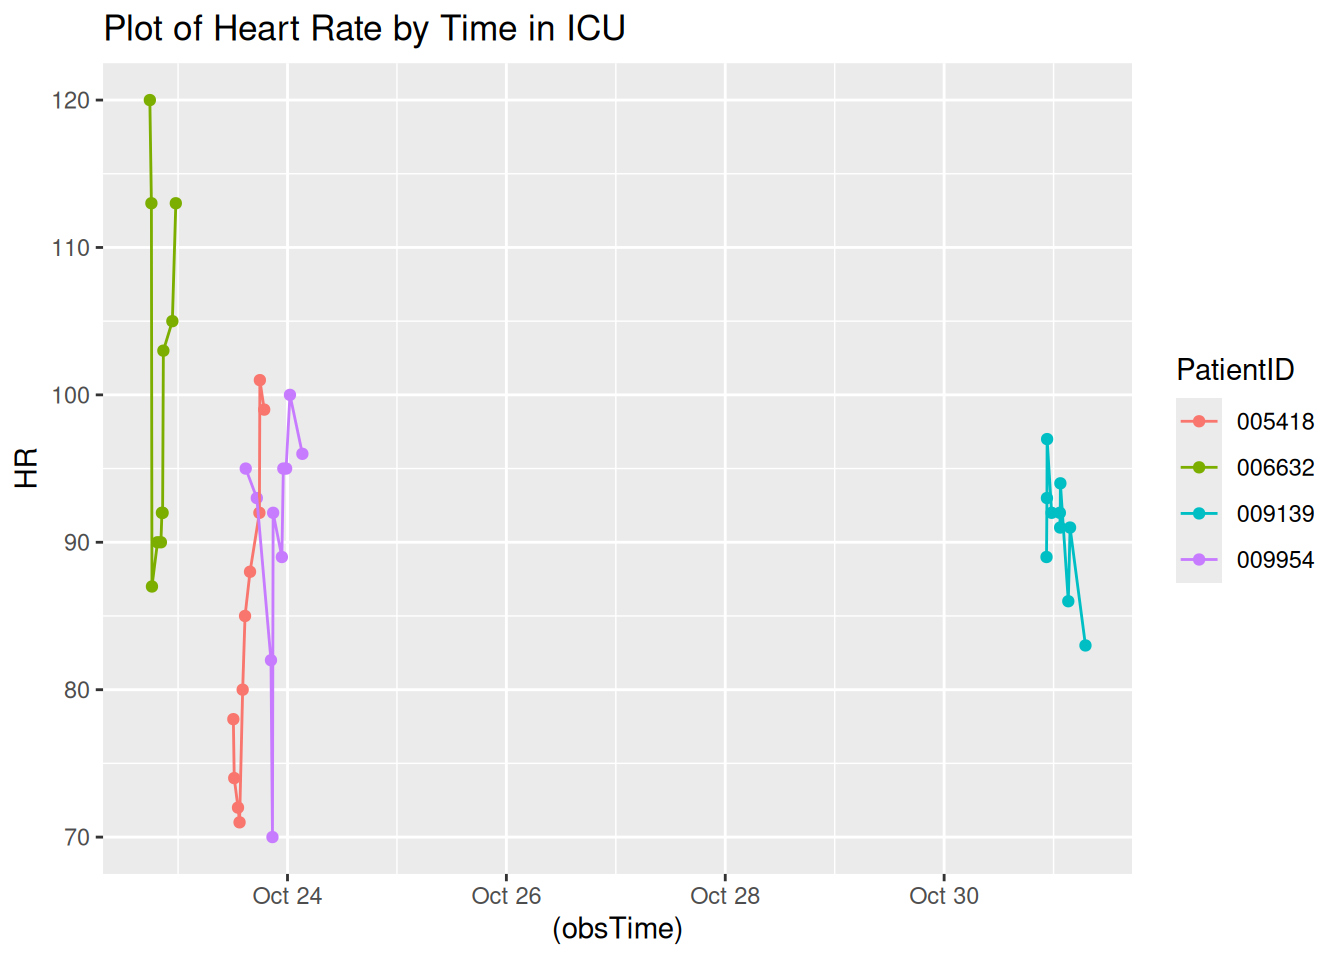 Plot of Heart Rate by Time in ICU
120
110
100
90
80
70
HR
Oct 24
Oct 26
Oct 28
Oct 30
(obsTime)
PatientID
005418
006632
009139
009954